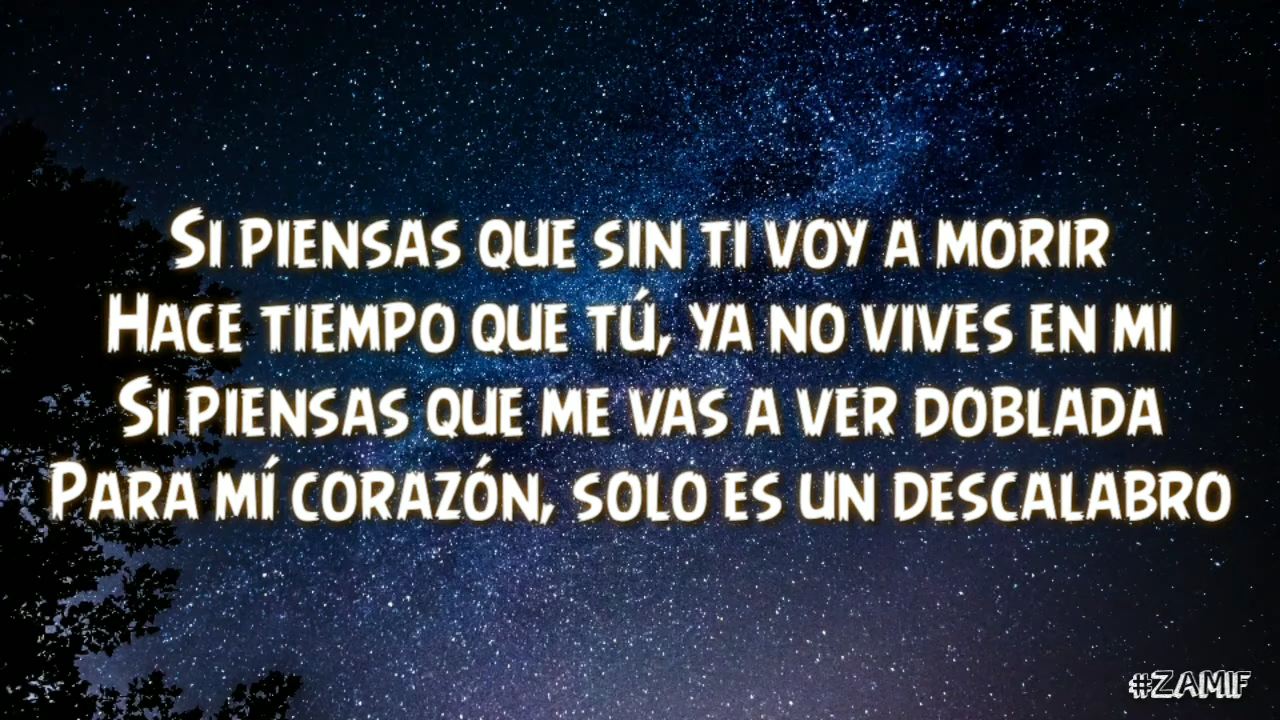 Si piensas que sin ti voy a morir
Hace tiempo que tú, ya no vives en mi
Si piensas que me vas a ver doblada
Para mí corazón, solo es un descalabro
#ZAMIF